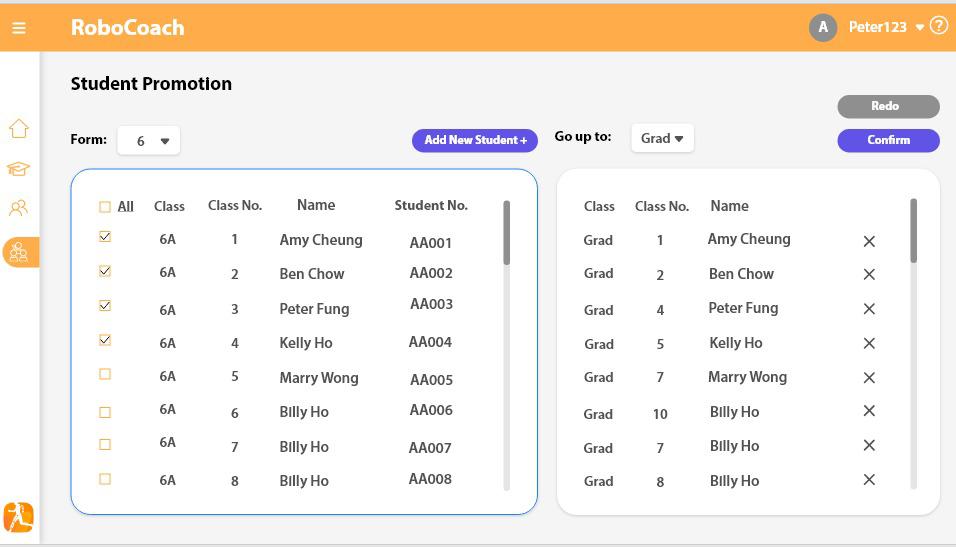 RoboCoach
A Peter123 ?
Student Promotion
Redo
Form: 6 Add New Student + Go up to: Grad Confirm
All Class Class No. Name Student No.
6A 1 Amy Cheung AA001
6A 2 Ben Chow AA002
6A 3 Peter Fung AA003
6A 4 Kelly Ho AA004
6A 5 Marry Wong AA005
6A 6 Billy Ho AA006
6A 7 Billy Ho AA007
6A 8 Billy Ho AA008
Class Class No. Name
Grad 1 Amy Cheung
Grad 2 Ben Chow
Grad 4 Peter Fung
Grad 5 Kelly Ho
Grad 7 Marry Wong
Grad 10 Billy Ho
Grad 7 Billy Ho
Grad 8 Billy Ho